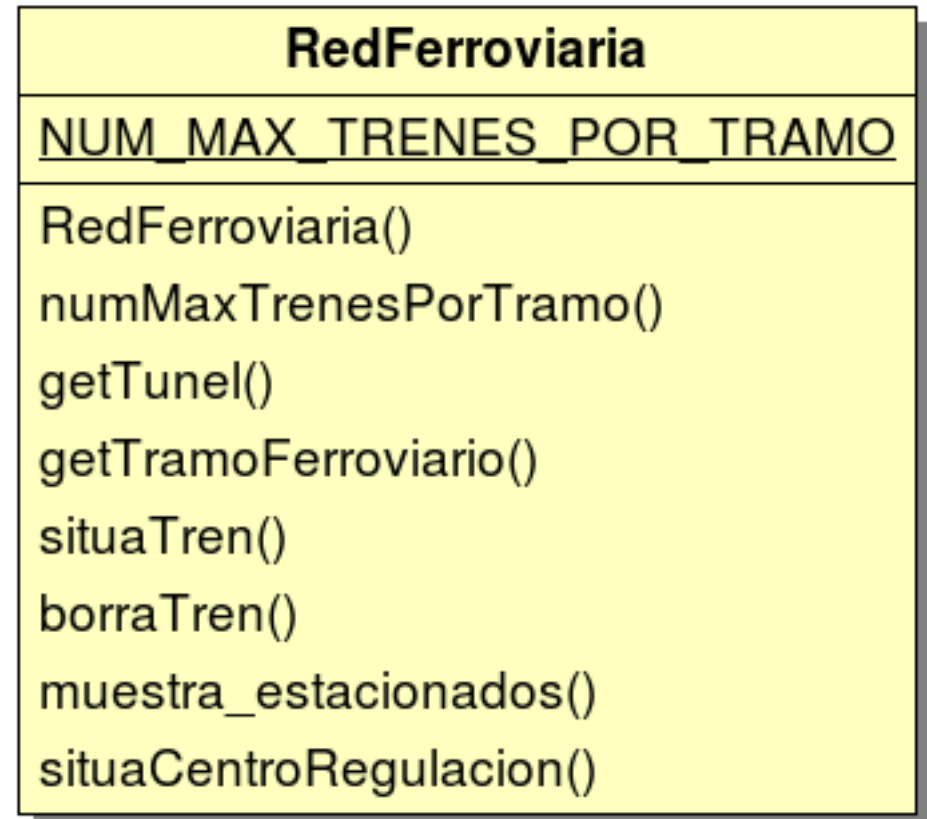 RedFerroviaria
NUM_MAX_TRENES_POR_TRAMO
RedFerroviaria()
numMaxTrenesPorTramo()
getTunel()
getTramoFerroviario()
situaTren()
borraTren()
muestra_estacionados()
situaCentroRegulacion()